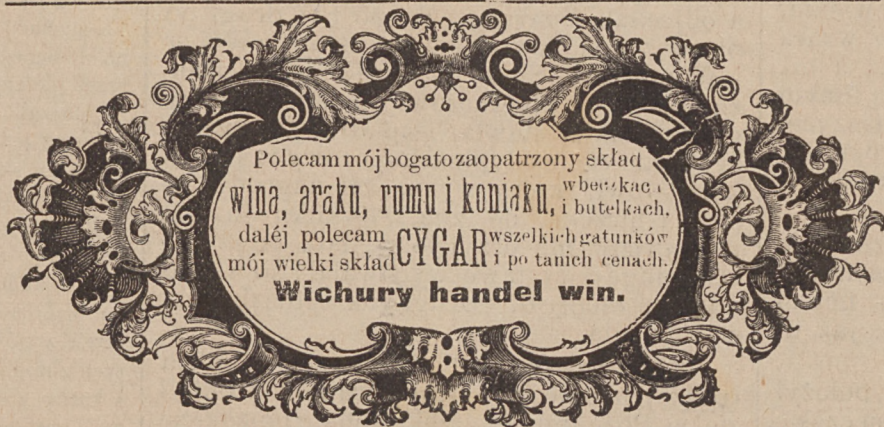 Polecam mój bogato zaopatrzony skład
wina, araku, rumu i koniaku, w beczkach
i butelkach,
daléj polecam
mój wielki skład CYGAR wszelkich gatunków
i po tanich cenach.
Wichury handel win.